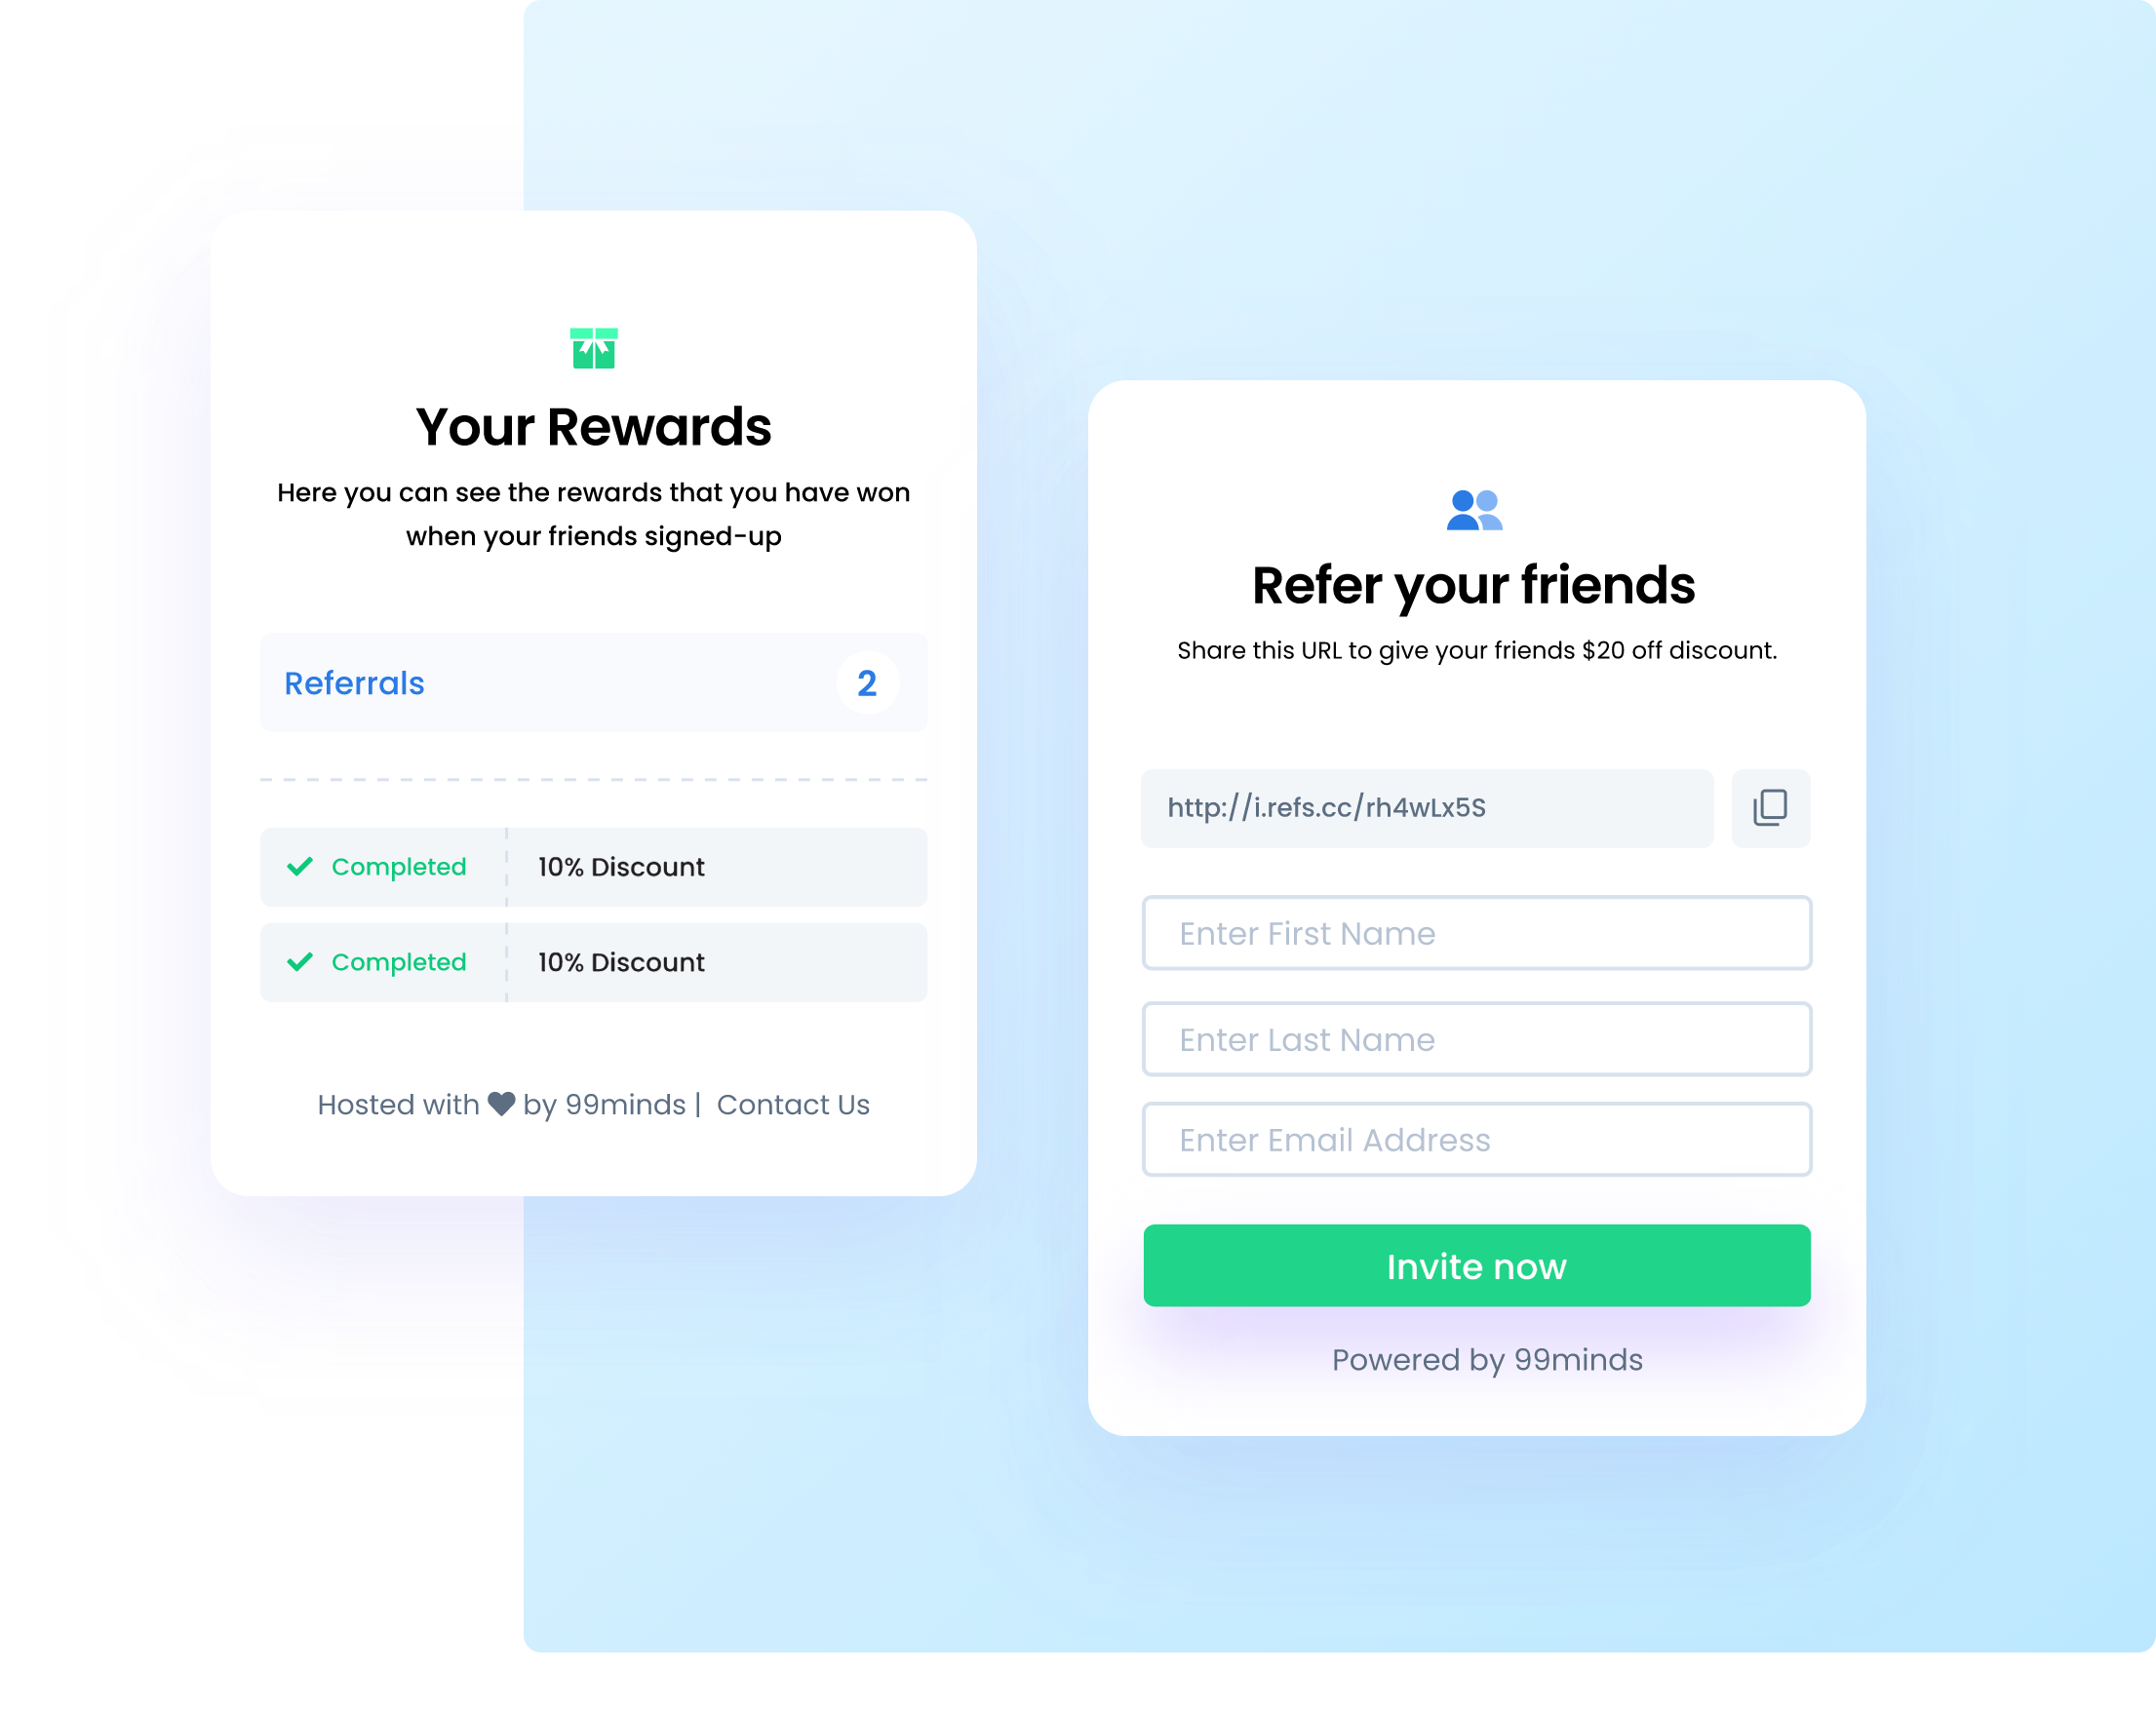 Your Rewards
Here you can see the rewards that you have won
when your friends signed-up
Referrals 2
Completed 10% Discount
Completed 10% Discount
Hosted with ♥ by 99minds | Contact Us
Refer your friends
Share this URL to give your friends $20 off discount.
http://i.refs.cc/rh4wLx5S
Enter First Name
Enter Last Name
Enter Email Address
Invite now
Powered by 99minds